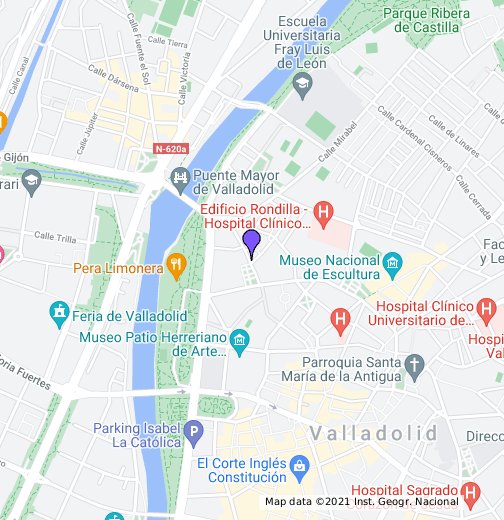 Escuela
Universitaria
Fray Luis
de León
Parque Ribera
de Castilla
Calle Tierra
Calle Fuente el Sol
Calle Victoria
Calle Canal
Calle Dársena
Calle Júpiter
N-620a
Calle Mirabel
Calle Cardenal Cisneros
Calle de Linares
Calle Cerrada
Gijón
rari
Puente Mayor
de Valladolid
Edificio Rondilla -
Hospital Clínico...
Calle Trilla
Pera Limonera
Museo Nacional
de Escultura
Fac
y Le
Feria de Valladolid
Museo Patio Herreriano
de Arte...
Hospital Clínico
Universitario de...
Hospi
Val
oria Fuertes
Parroquia Santa
María de la Antigua
Parking Isabel
La Católica
Valladolid
Direc
El Corte Inglés
Constitución
Hospital Sagrado
Map data ©2021 Inst. Geogr. Nacional